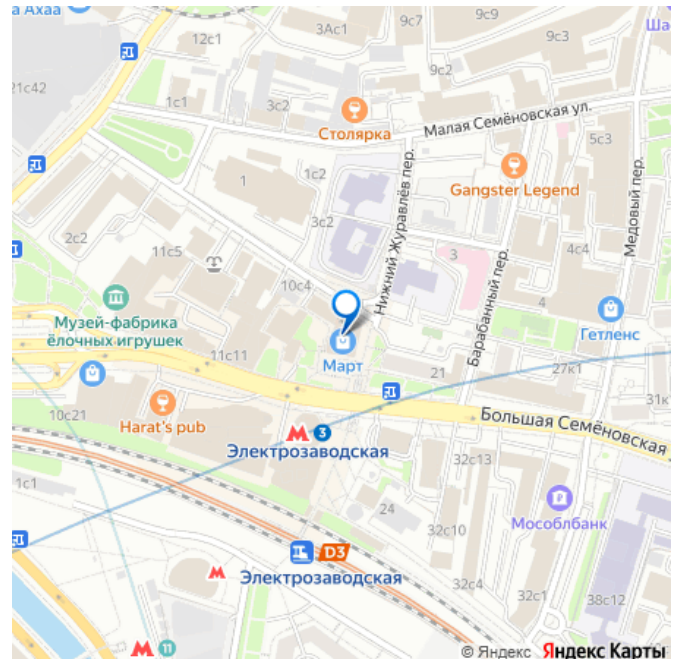 а Ахаа
9с7
9с1
3Ас1
12с1
9с3
Ша
21с42
9с2
1с1
3с2
Столярка
Малая Семёновская ул.
5с3
1с2
Gangster Legend
1
Медовый пер.
3с2
Нижний Журавлёв пер.
2с2
11с5
3
4с4
Барабанный пер.
10с4
4
Музей-фабрика
ёлочных игрушек
Гетленс
11с11
Март
21
27к1
31к
10с21
Harat's pub
Большая Семёновская
3
Электрозаводская
32с13
1с1
24
Мособлбанк
32с10
D3
Электрозаводская
32с4
32с1
38с12
11
© Яндекс Яндекс Карты